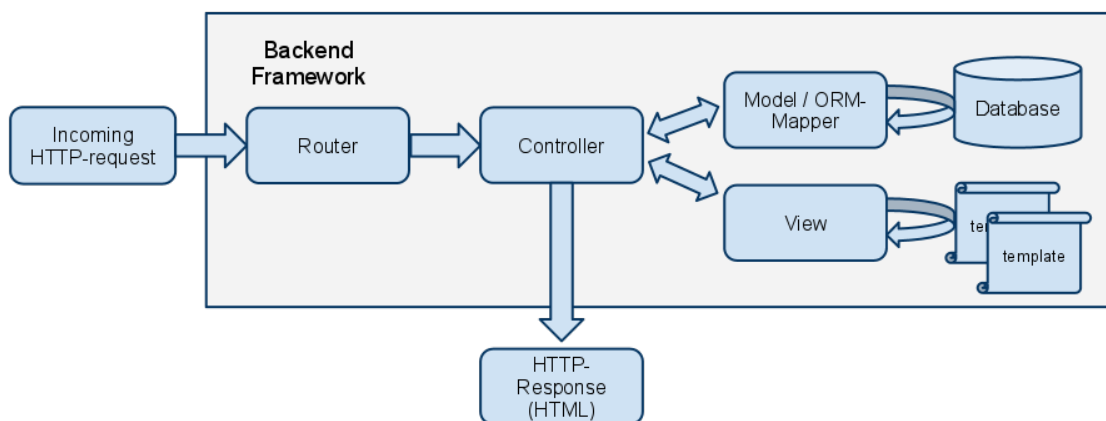 Backend
Framework
Incoming
HTTP-request
Router
Controller
Model / ORM-
Mapper
Database
View
template
HTTP-
Response
(HTML)